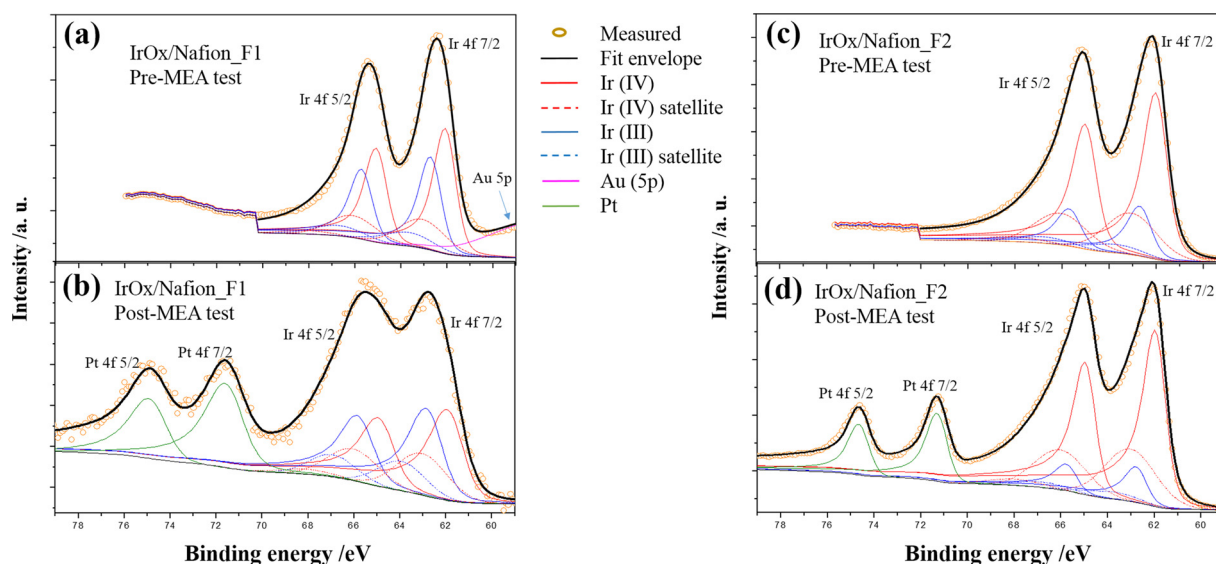 (a)
IrOx/Nafion_F1
Pre-MEA test
Ir 4f 5/2
Ir 4f 7/2
Au 5p
(b)
IrOx/Nafion_F1
Post-MEA test
Pt 4f 5/2
Pt 4f 7/2
Ir 4f 5/2
Ir 4f 7/2
Intensity /a. u.
78 76 74 72 70 68 66 64 62 60
Binding energy /eV
Measured
Fit envelope
Ir (IV)
Ir (IV) satellite
Ir (III)
Ir (III) satellite
Au (5p)
Pt
(c)
IrOx/Nafion_F2
Pre-MEA test
Ir 4f 5/2
Ir 4f 7/2
(d)
IrOx/Nafion_F2
Post-MEA test
Pt 4f 5/2
Pt 4f 7/2
Ir 4f 5/2
Ir 4f 7/2
Intensity /a. u.
78 76 74 72 70 68 66 64 62 60
Binding energy /eV